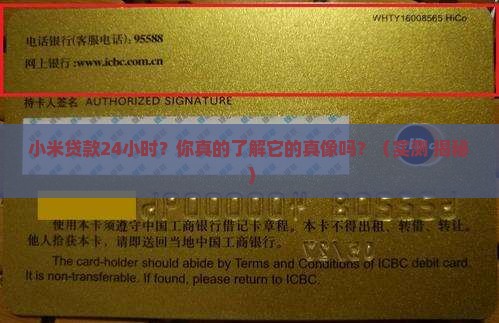 WHTY16008565 HiCo
电话银行(客服电话): 95588
网上银行:www.icbc.com.cn
持卡人签名 AUTHORIZED SIGNATURE
小米贷款24小时？你真的了解它的真像吗？（实测 揭秘
）
使用本卡须遵守中国工商银行借记卡章程。本卡不得出租、转借、转让。
他人拾获本卡,请即送回当地中国工商银行。
The card-holder should abide by Terms and Conditions of ICBC debit card.
It is non-transferable. If found, please return to ICBC.